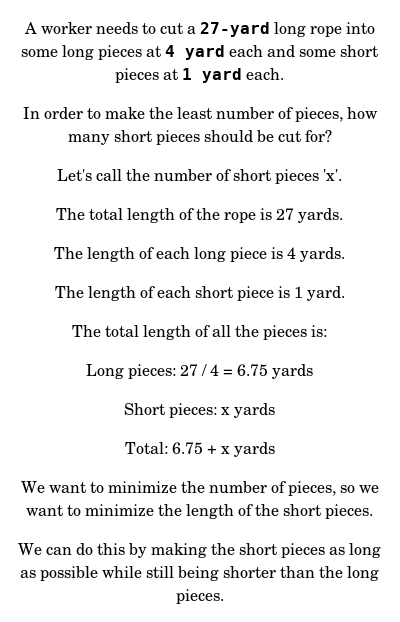 A worker needs to cut a 27-yard long rope into
some long pieces at 4 yard each and some short
pieces at 1 yard each.
In order to make the least number of pieces, how
many short pieces should be cut for?
Let's call the number of short pieces 'x'.
The total length of the rope is 27 yards.
The length of each long piece is 4 yards.
The length of each short piece is 1 yard.
The total length of all the pieces is:
Long pieces: 27 / 4 = 6.75 yards
Short pieces: x yards
Total: 6.75 + x yards
We want to minimize the number of pieces, so we
want to minimize the length of the short pieces.
We can do this by making the short pieces as long
as possible while still being shorter than the long
pieces.